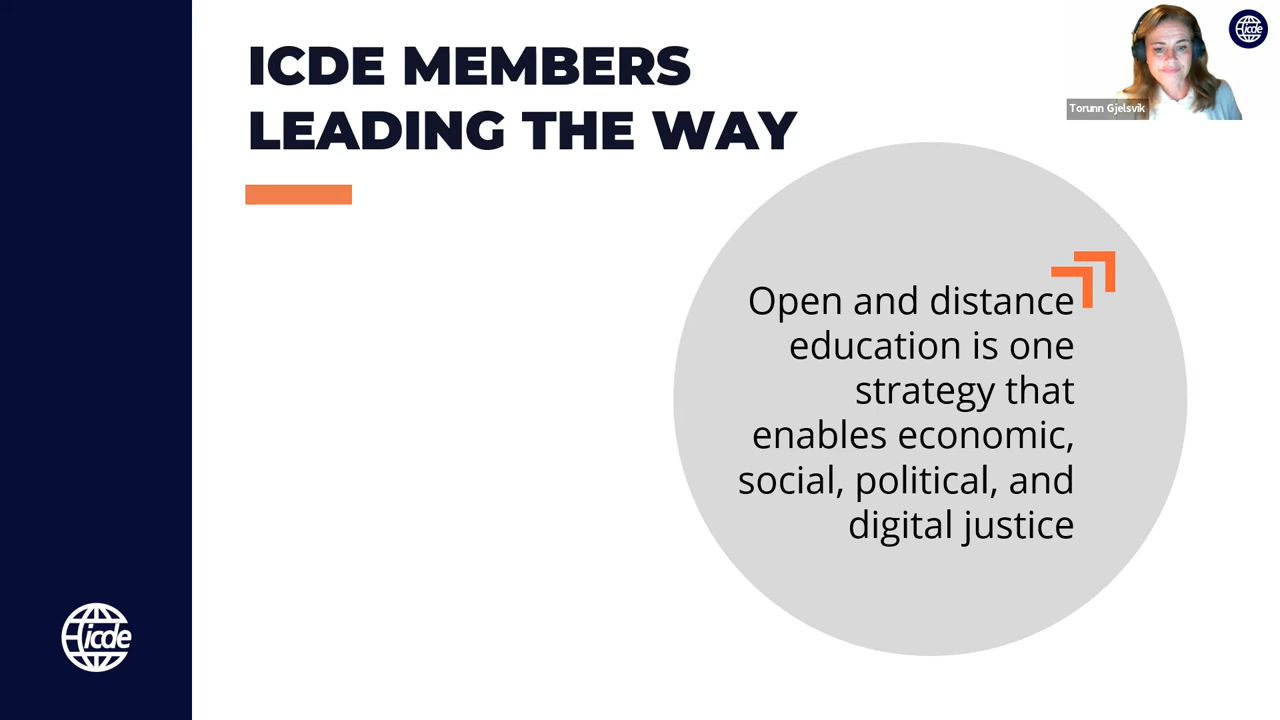 ICDE MEMBERS
LEADING THE WAY
icde
Torunn Gjelsvik
Open and distance
education is one
strategy that
enables economic,
social, political, and
digital justice
icde